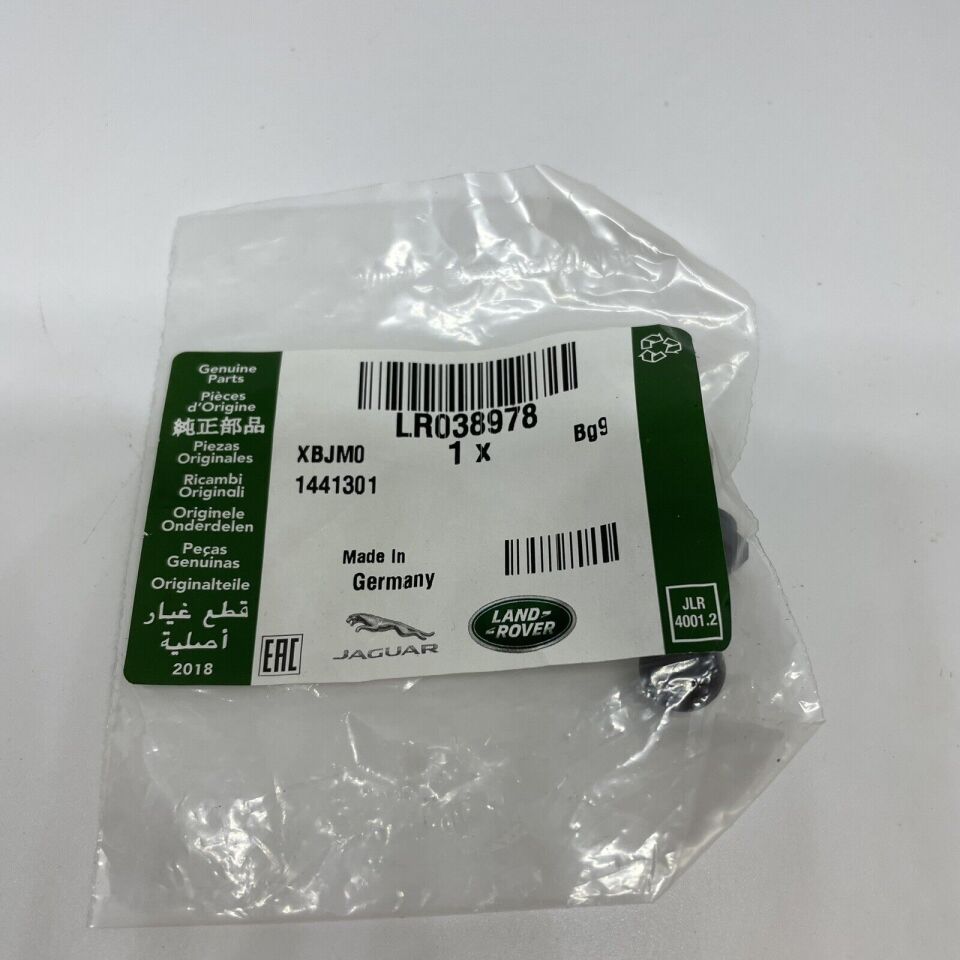 Genuine
Parts
Pièces
d'Origine
純正部品
Piezas
Originales
Ricambi
Originali
Originele
Onderdelen
Peças
Genuinas
Originalteile
قطع غيار
أصلية
2018
LR038978
1 x
Bg9
XBJM0
1441301
Made In
Germany
EAC
JAGUAR
LAND-
-ROVER
JLR
4001.2